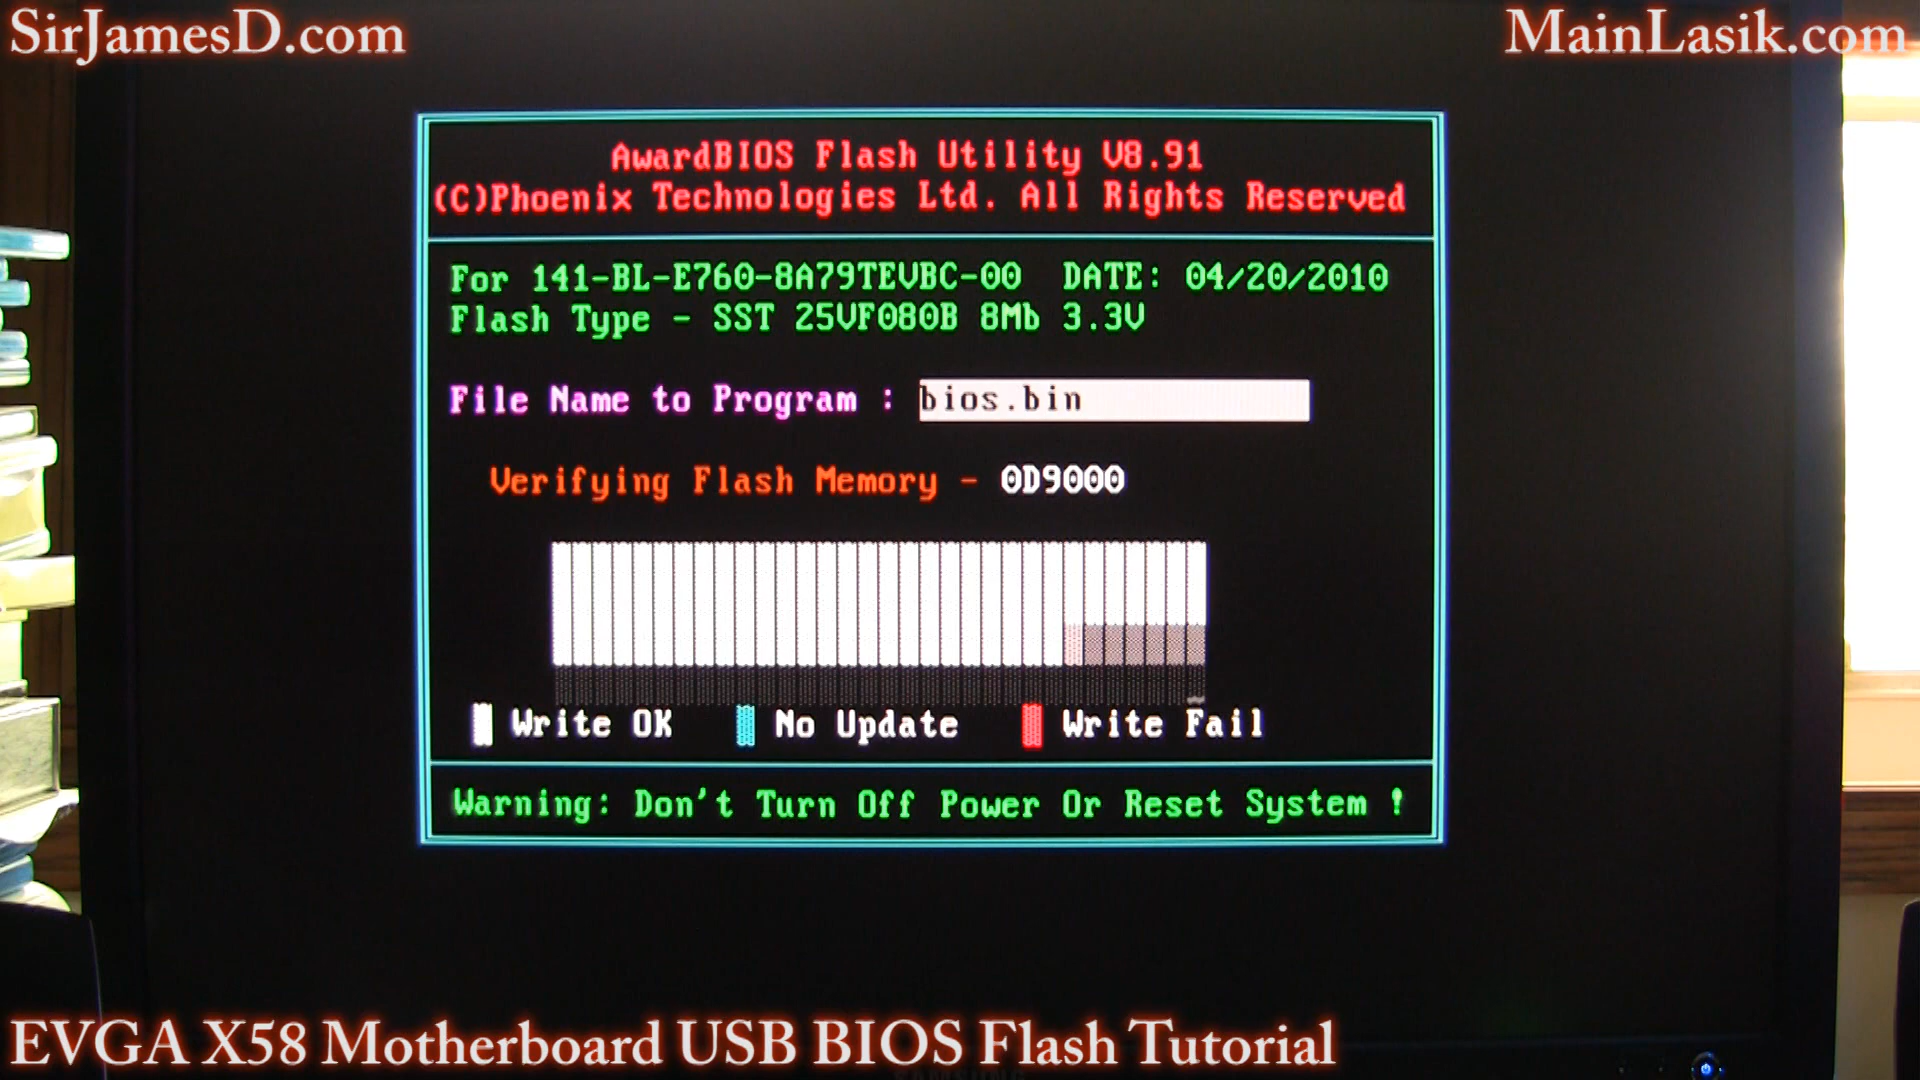 SirJamesD.com
MainLasik.com
AwardBIOS Flash Utility V8.91
(C)Phoenix Technologies Ltd. All Rights Reserved
For 141-BL-E760-8A79TEVBC-00 DATE: 04/20/2010
Flash Type - SST 25VF080B 8Mb 3.3V
File Name to Program : bios.bin
Verifying Flash Memory - 0D9000
Write OK No Update Write Fail
Warning: Don't Turn Off Power Or Reset System !
EVGA X58 Motherboard USB BIOS Flash Tutorial